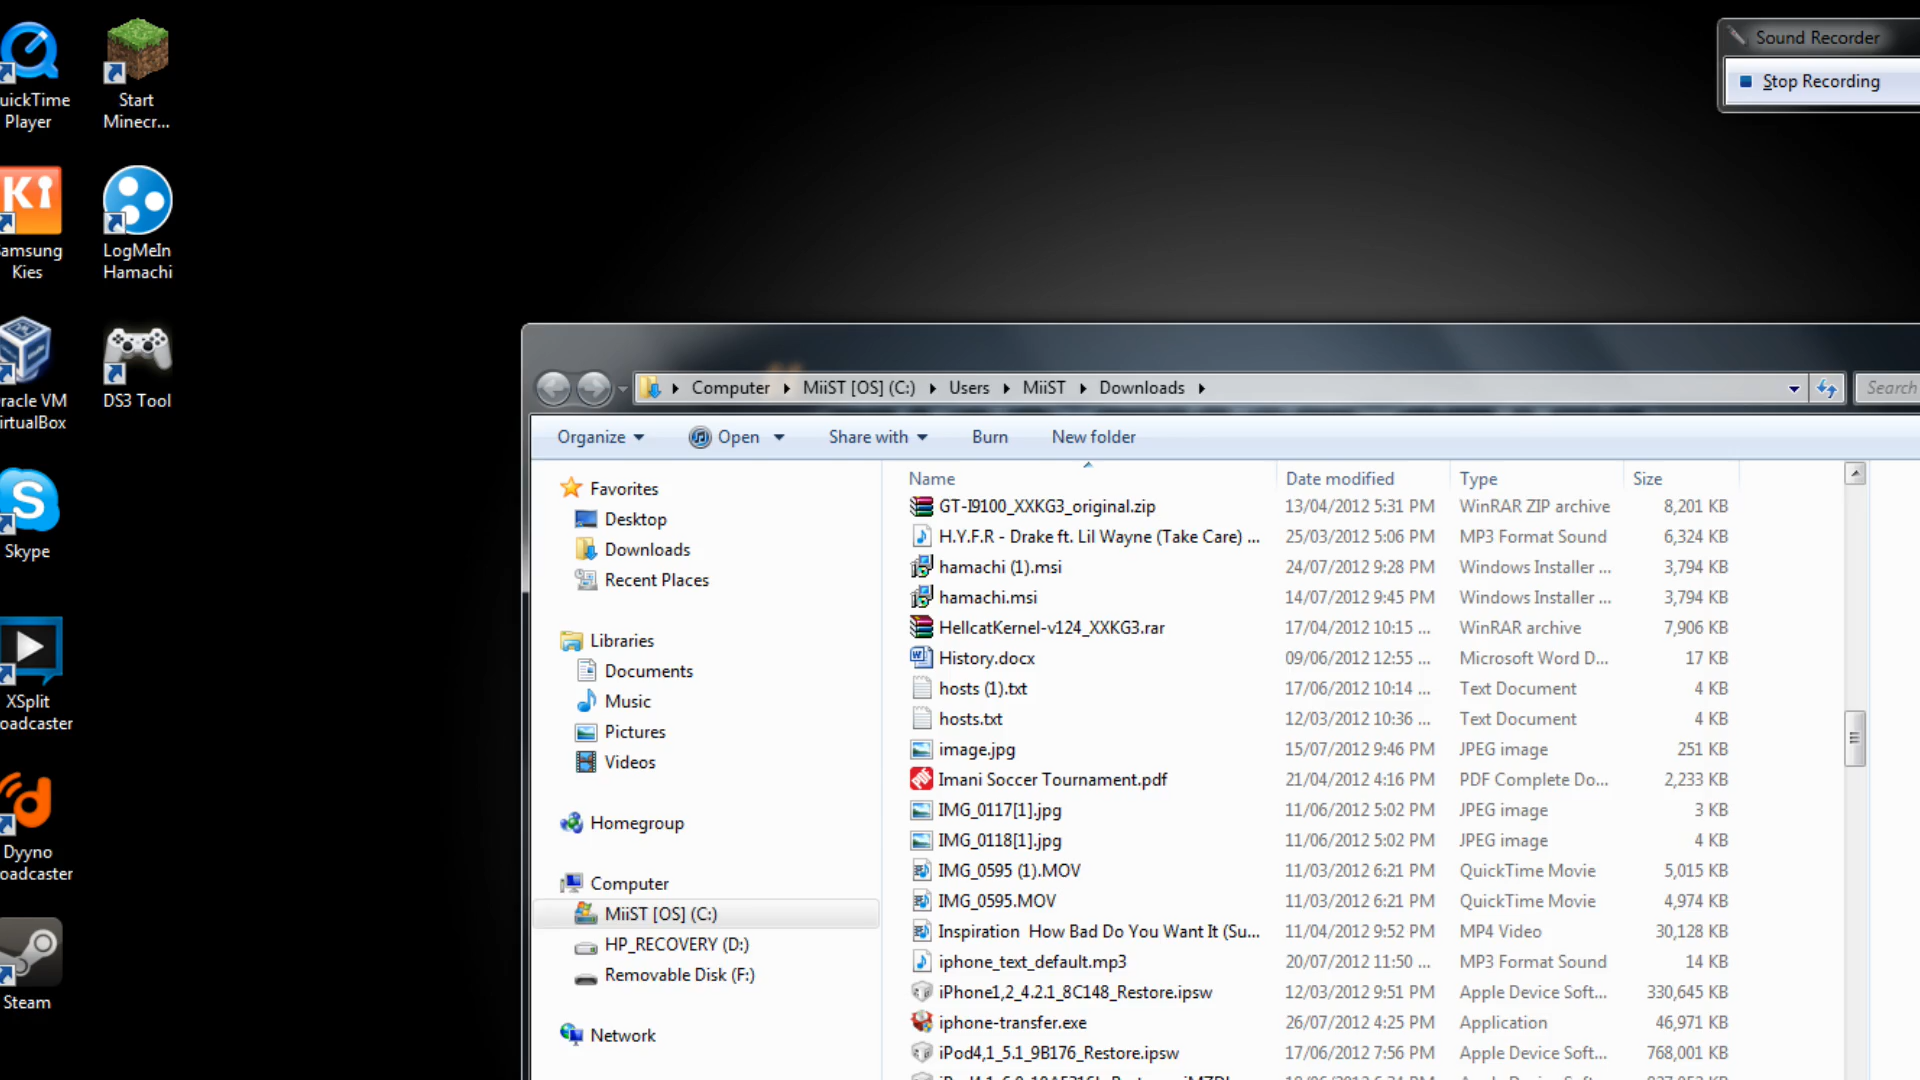 uickTime
Player
Start
Minecr...
amsung
Kies
LogMeIn
Hamachi
racle VM
irtualBox
DS3 Tool
Skype
XSplit
oadcaster
Dyyno
oadcaster
Steam
Sound Recorder
Stop Recording
Computer MiiST [OS] (C:) Users MiiST Downloads
Search
Organize Open Share with Burn New folder
Favorites
Desktop
Downloads
Recent Places
Libraries
Documents
Music
Pictures
Videos
Homegroup
Computer
MiiST [OS] (C:)
HP_RECOVERY (D:)
Removable Disk (F:)
Network
Name Date modified Type Size
GT-I9100_XXKG3_original.zip 13/04/2012 5:31 PM WinRAR ZIP archive 8,201 KB
H.Y.F.R - Drake ft. Lil Wayne (Take Care) ... 25/03/2012 5:06 PM MP3 Format Sound 6,324 KB
hamachi (1).msi 24/07/2012 9:28 PM Windows Installer ... 3,794 KB
hamachi.msi 14/07/2012 9:45 PM Windows Installer ... 3,794 KB
HellcatKernel-v124_XXKG3.rar 17/04/2012 10:15 ... WinRAR archive 7,906 KB
History.docx 09/06/2012 12:55 ... Microsoft Word D... 17 KB
hosts (1).txt 17/06/2012 10:14 ... Text Document 4 KB
hosts.txt 12/03/2012 10:36 ... Text Document 4 KB
image.jpg 15/07/2012 9:46 PM JPEG image 251 KB
Imani Soccer Tournament.pdf 21/04/2012 4:16 PM PDF Complete Do... 2,233 KB
IMG_0117[1].jpg 11/06/2012 5:02 PM JPEG image 3 KB
IMG_0118[1].jpg 11/06/2012 5:02 PM JPEG image 4 KB
IMG_0595 (1).MOV 11/03/2012 6:21 PM QuickTime Movie 5,015 KB
IMG_0595.MOV 11/03/2012 6:21 PM QuickTime Movie 4,974 KB
Inspiration How Bad Do You Want It (Su... 11/04/2012 9:52 PM MP4 Video 30,128 KB
iphone_text_default.mp3 20/07/2012 11:50 ... MP3 Format Sound 14 KB
iPhone1,2_4.2.1_8C148_Restore.ipsw 12/03/2012 9:51 PM Apple Device Soft... 330,645 KB
iphone-transfer.exe 26/07/2012 4:25 PM Application 46,971 KB
iPod4,1_5.1_9B176_Restore.ipsw 17/06/2012 7:56 PM Apple Device Soft... 768,001 KB